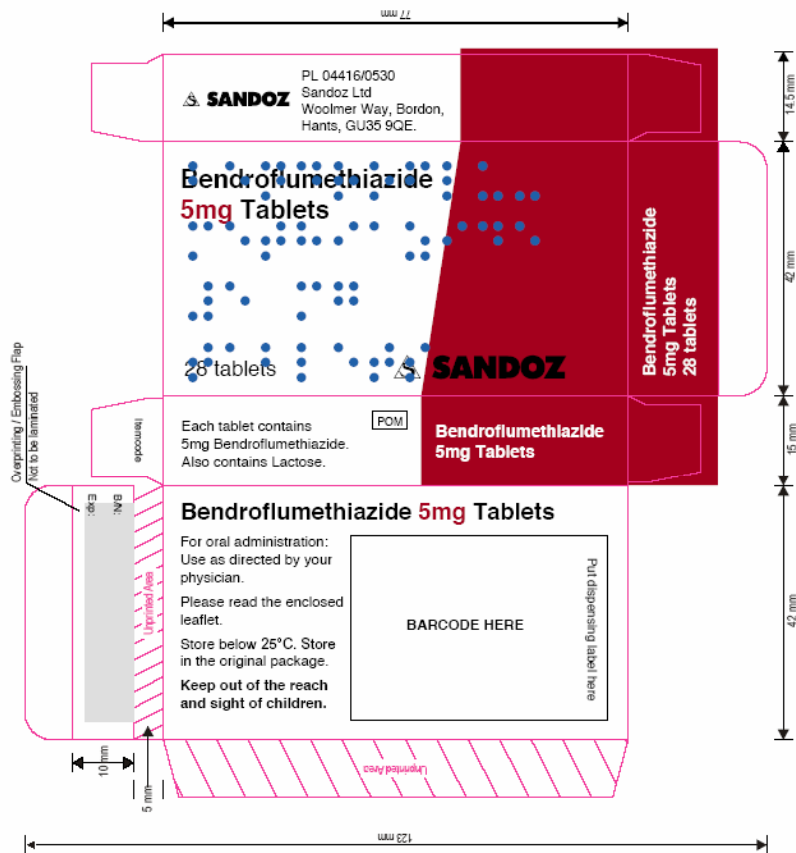 77 mm
PL 04416/0530
Sandoz Ltd
Woolmer Way, Bordon,
Hants, GU35 9QE.
SANDOZ
14.5 mm
Bendroflumethiazide
5mg Tablets
28 tablets
SANDOZ
Bendroflumethiazide
5mg Tablets
28 tablets
42 mm
Overprinting / Embossing Flap
Not to be laminated
Itemcode
Each tablet contains
5mg Bendroflumethiazide.
Also contains Lactose.
POM
Bendroflumethiazide
5mg Tablets
15 mm
B/N:
Exp:
Unprinted Area
Bendroflumethiazide 5mg Tablets
For oral administration:
Use as directed by your
physician.
Please read the enclosed
leaflet.
Store below 25°C. Store
in the original package.
Keep out of the reach
and sight of children.
BARCODE HERE
Put dispensing label here
42 mm
10 mm
5 mm
Unprinted Area
123 mm